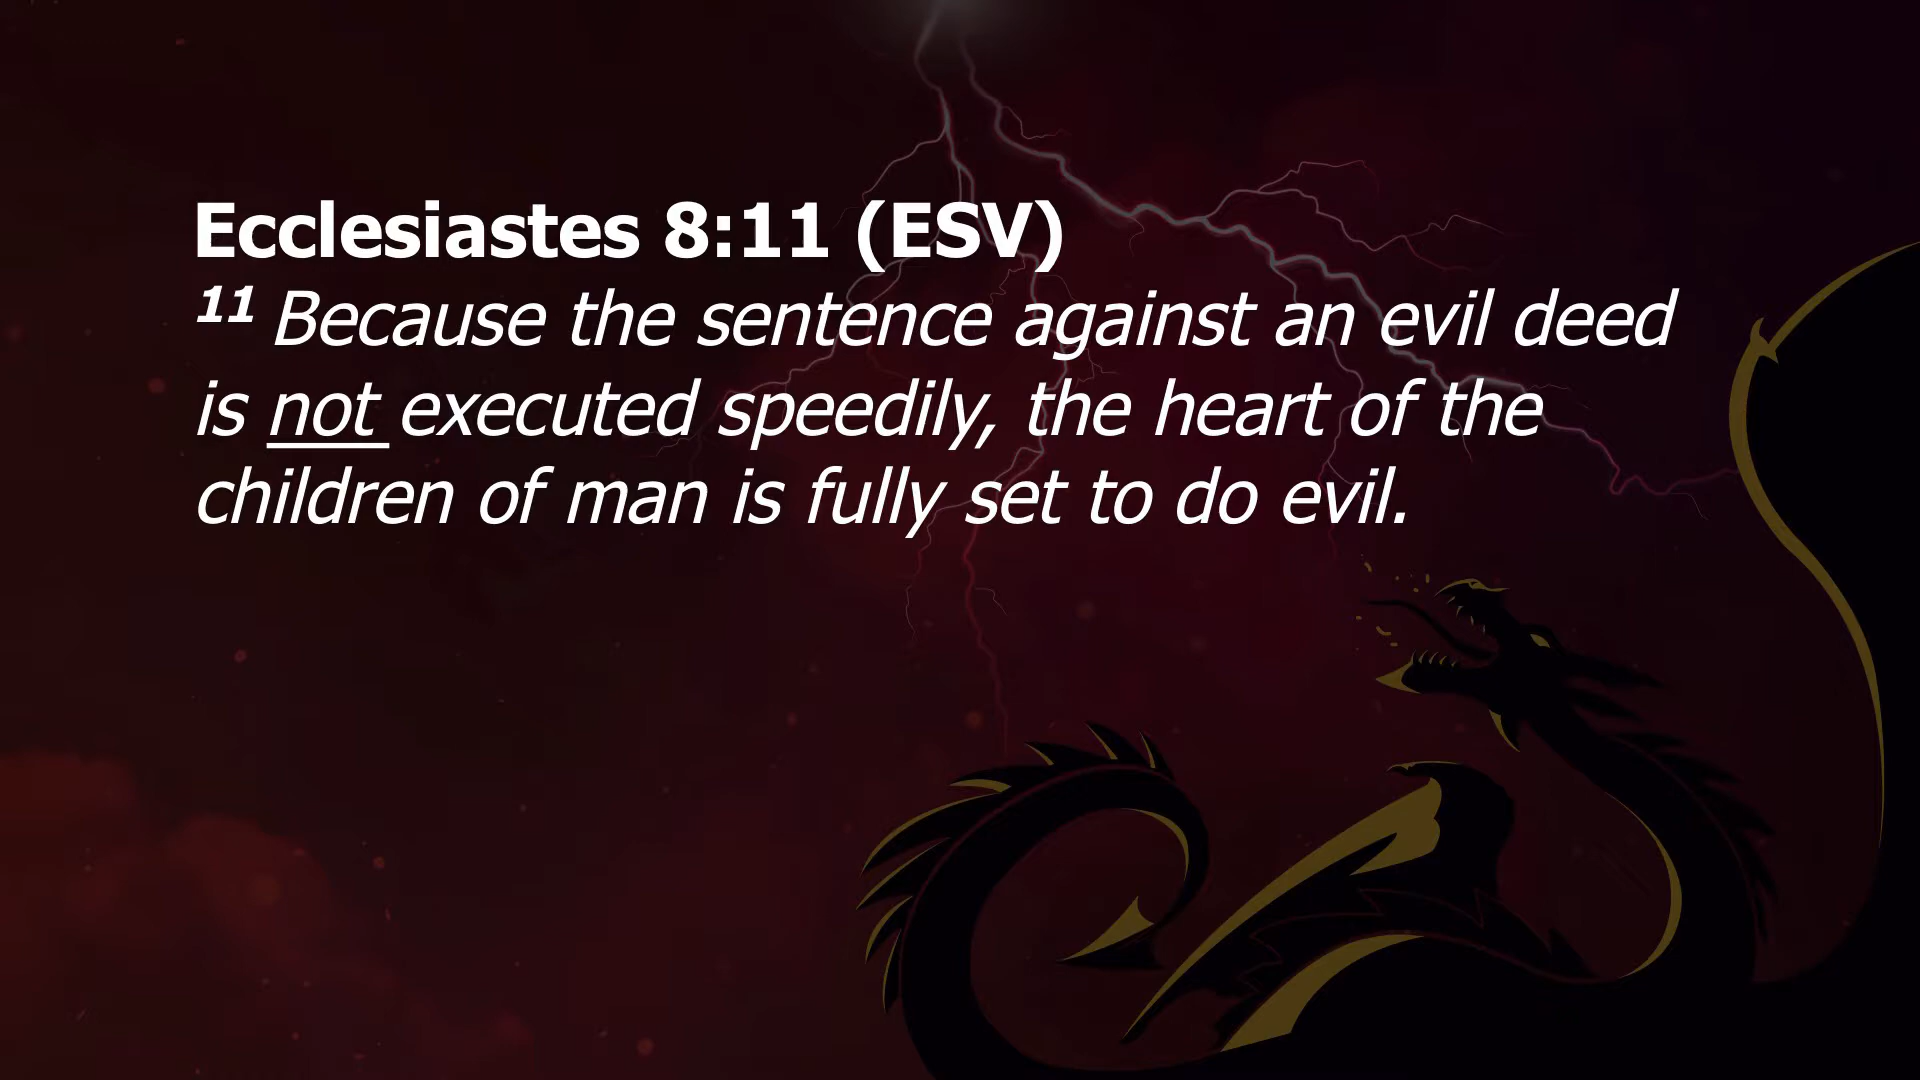 Ecclesiastes 8:11 (ESV)
11 Because the sentence against an evil deed
is not executed speedily, the heart of the
children of man is fully set to do evil.